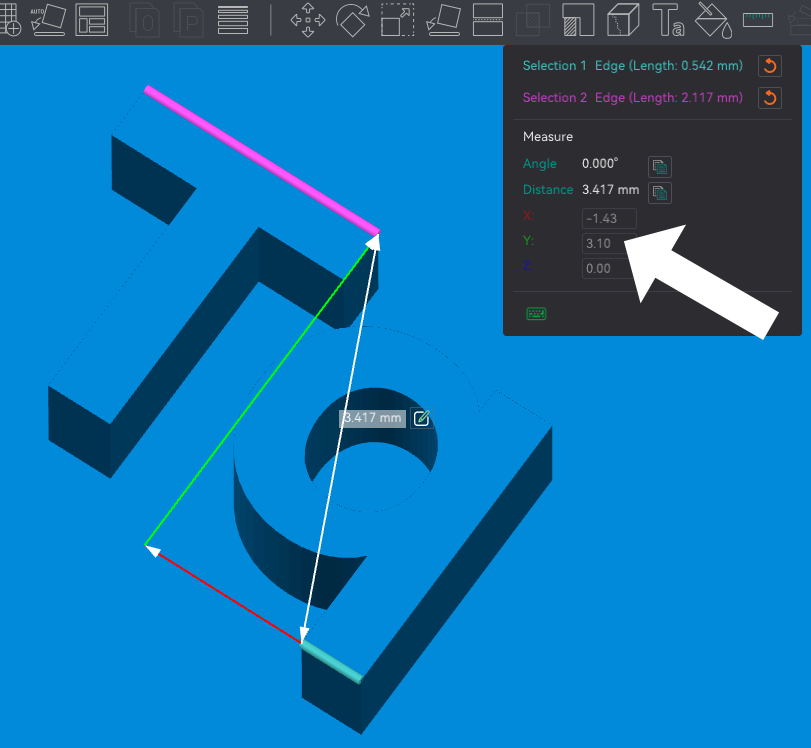 AUTO
Ta
Selection 1 Edge (Length: 0.542 mm)
Selection 2 Edge (Length: 2.117 mm)
Measure
Angle 0.000°
Distance 3.417 mm
X: -1.43
Y: 3.10
Z: 0.00
3.417 mm